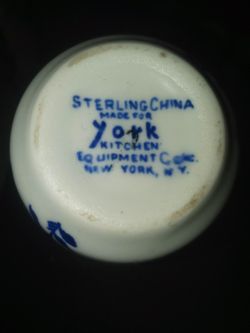 STERLING CHINA
MADE FOR
York
KITCHEN
EQUIPMENT CO INC.
NEW YORK, N.Y.